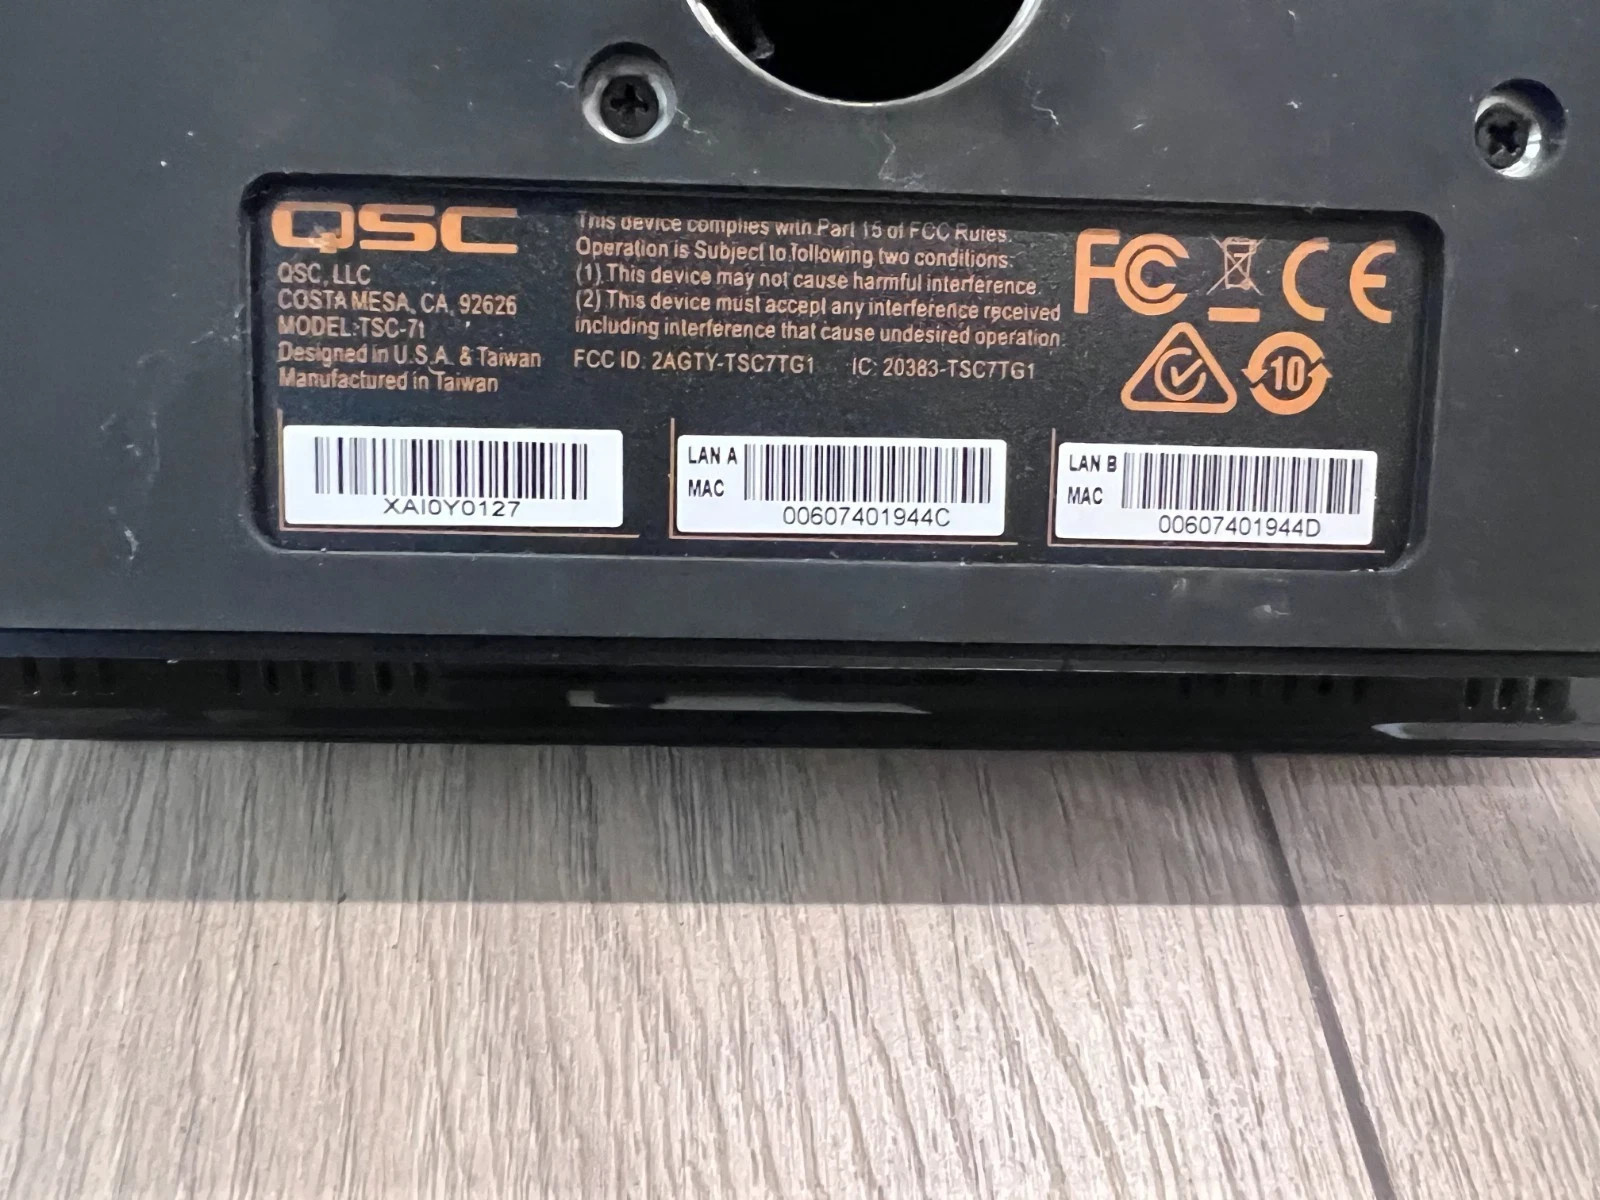 QSC
QSC, LLC
COSTA MESA, CA, 92626
MODEL:TSC-7t
Designed in U.S.A. & Taiwan
Manufactured in Taiwan
This device complies with Part 15 of FCC Rules.
Operation is Subject to following two conditions:
(1) This device may not cause harmful interference.
(2) This device must accept any interference received
including interference that cause undesired operation.
FCC ID: 2AGTY-TSC7TG1 IC: 20383-TSC7TG1
FC CE
10
XAI0Y0127
LAN A
MAC
00607401944C
LAN B
MAC
00607401944D